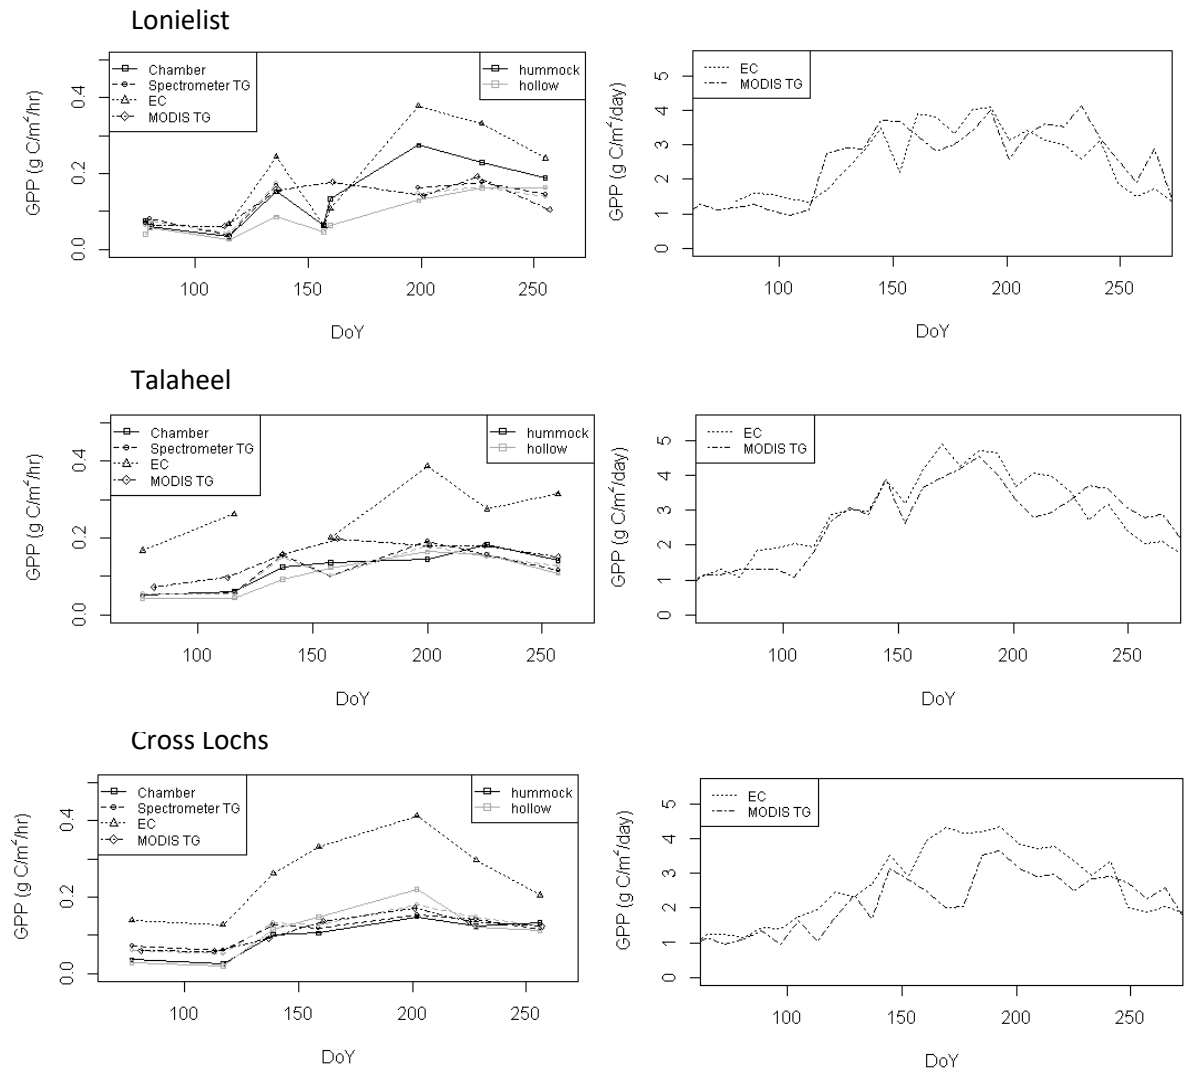 Lonielist
GPP (g C/m²/hr)
0.0 0.2 0.4
Chamber
Spectrometer TG
EC
MODIS TG
hummock
hollow
100 150 200 250
DoY
GPP (g C/m²/day)
0 1 2 3 4 5
EC
MODIS TG
100 150 200 250
DoY
Talaheel
GPP (g C/m²/hr)
0.0 0.2 0.4
Chamber
Spectrometer TG
EC
MODIS TG
hummock
hollow
100 150 200 250
DoY
GPP (g C/m²/day)
0 1 2 3 4 5
EC
MODIS TG
100 150 200 250
DoY
Cross Lochs
GPP (g C/m²/hr)
0.0 0.2 0.4
Chamber
Spectrometer TG
EC
MODIS TG
hummock
hollow
100 150 200 250
DoY
GPP (g C/m²/day)
0 1 2 3 4 5
EC
MODIS TG
100 150 200 250
DoY